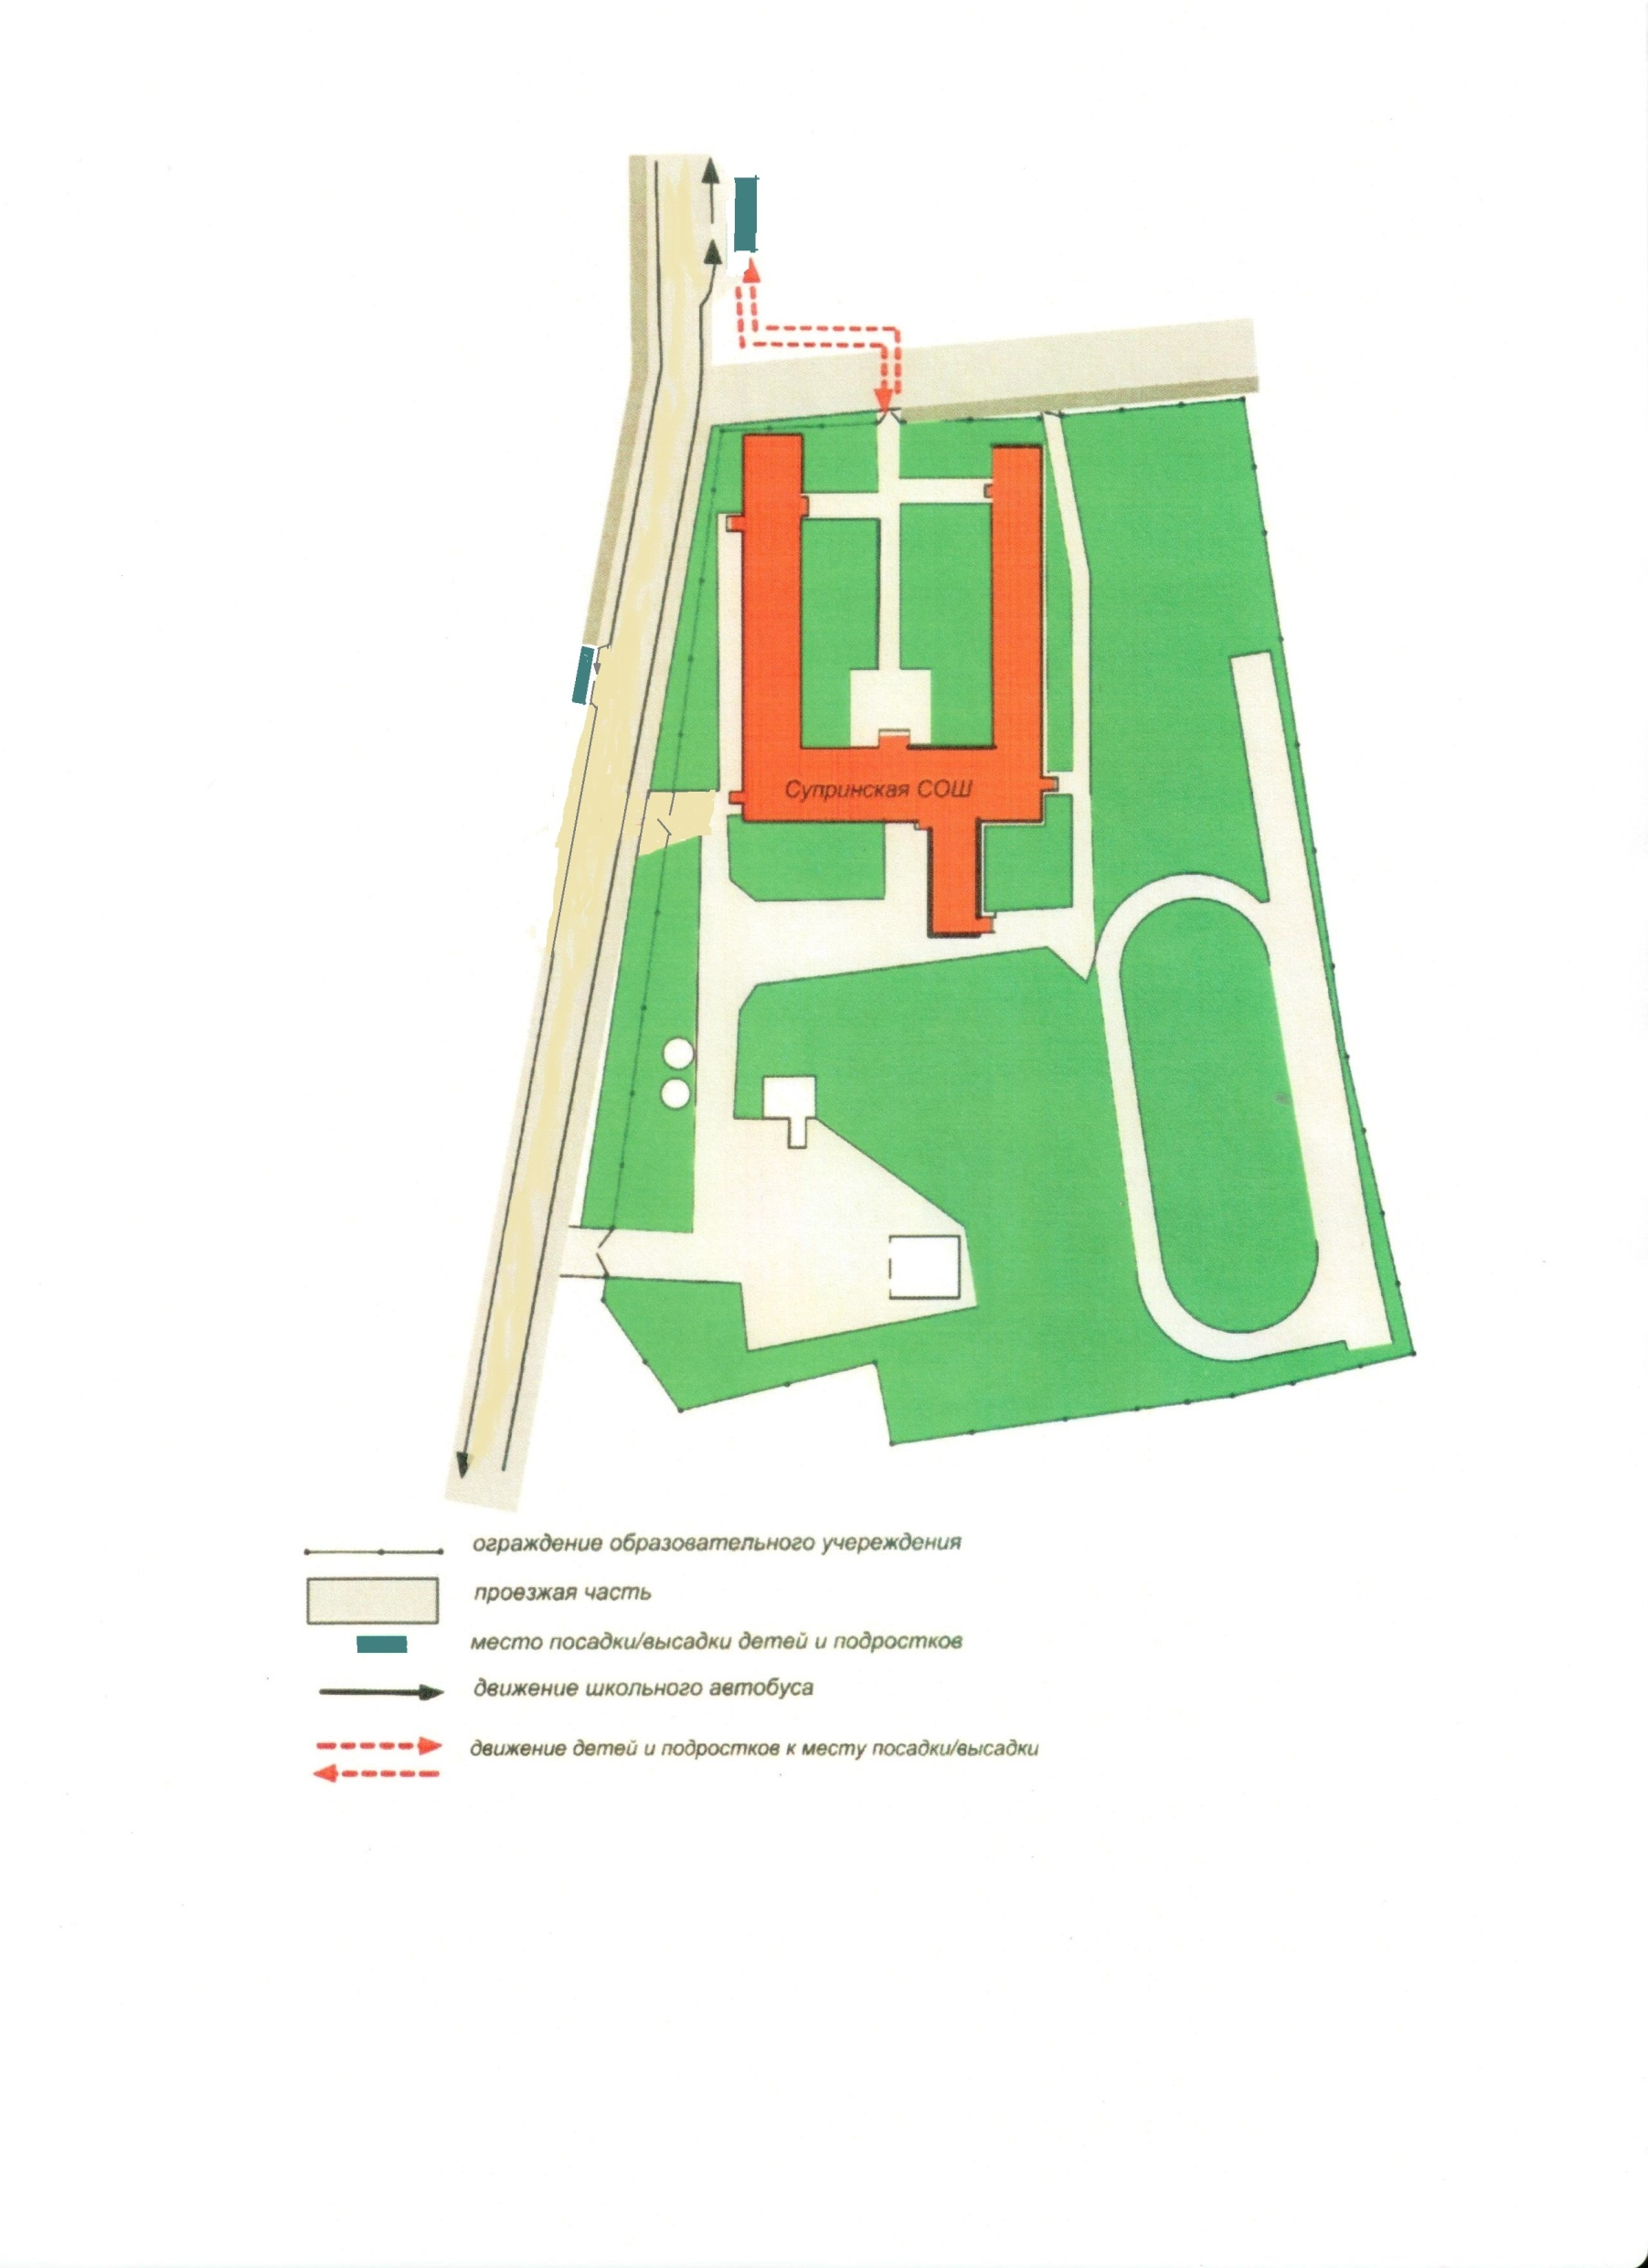 Супринская СОШ
ограждение образовательного учереждения
проезжая часть
место посадки/высадки детей и подростков
движение школьного автобуса
движение детей и подростков к месту посадки/высадки